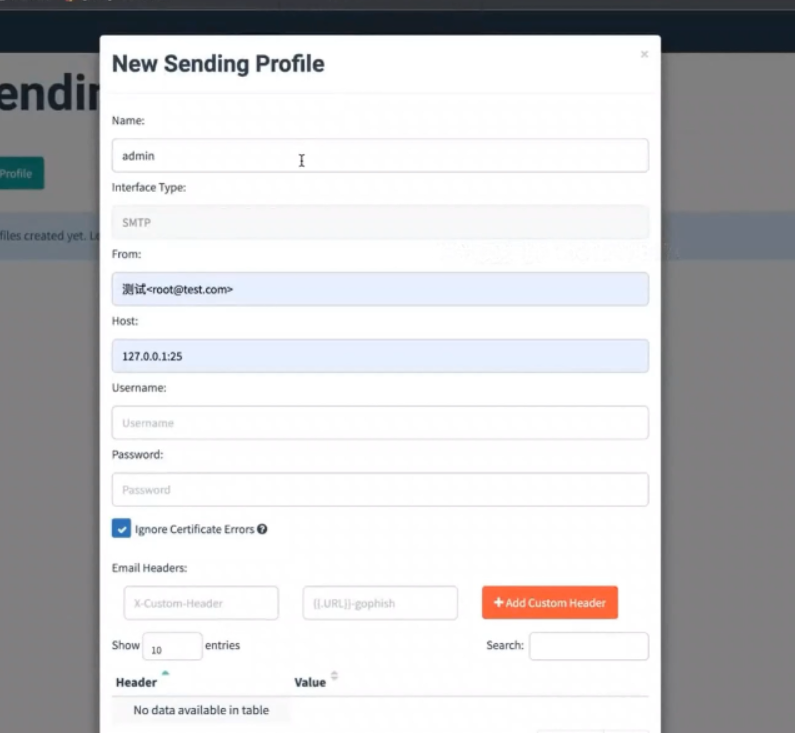 endin
New Sending Profile
×
Name:
Profile
admin
Interface Type:
SMTP
files created yet. Le
From:
测试<root@test.com>
Host:
127.0.0.1:25
Username:
Username
Password:
Password
Ignore Certificate Errors
Email Headers:
X-Custom-Header
{{.URL}}-gophish
+ Add Custom Header
Show 10 entries
Search:
Header
Value
No data available in table